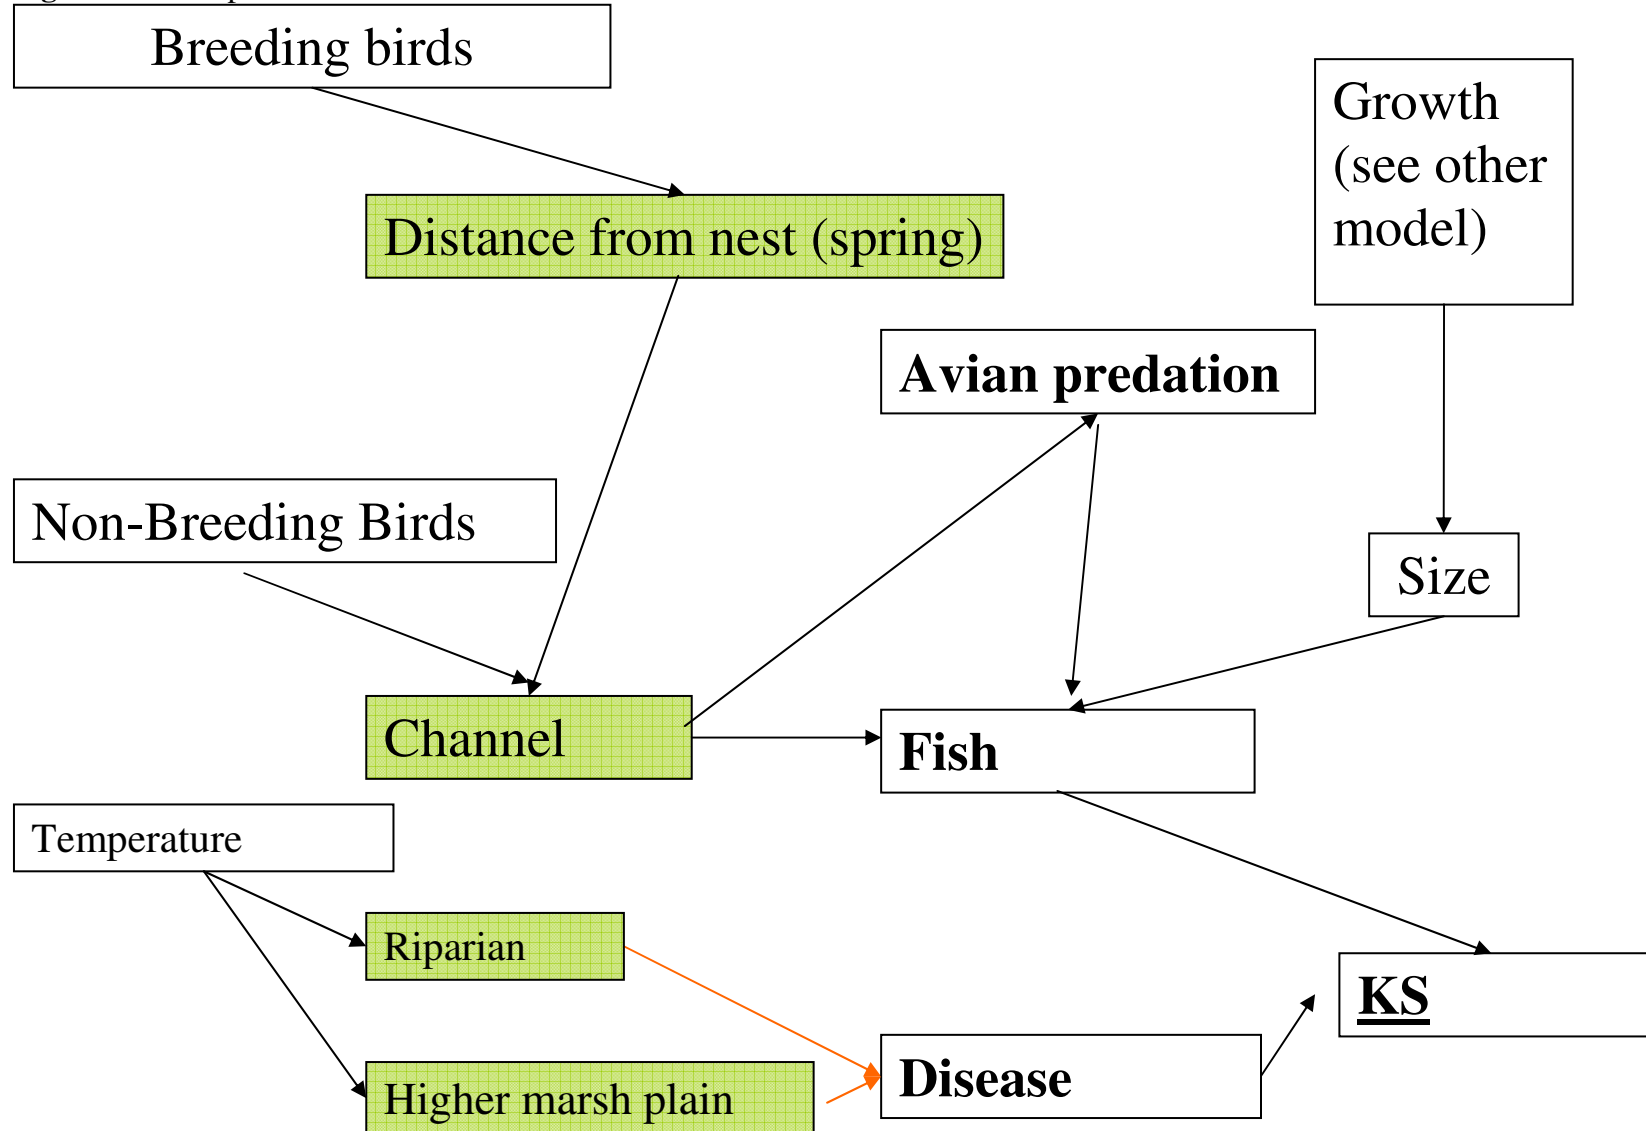 Breeding birds
Growth
(see other
model)
Distance from nest (spring)
Avian predation
Non-Breeding Birds
Size
Channel
Fish
Temperature
Riparian
KS
Disease
Higher marsh plain